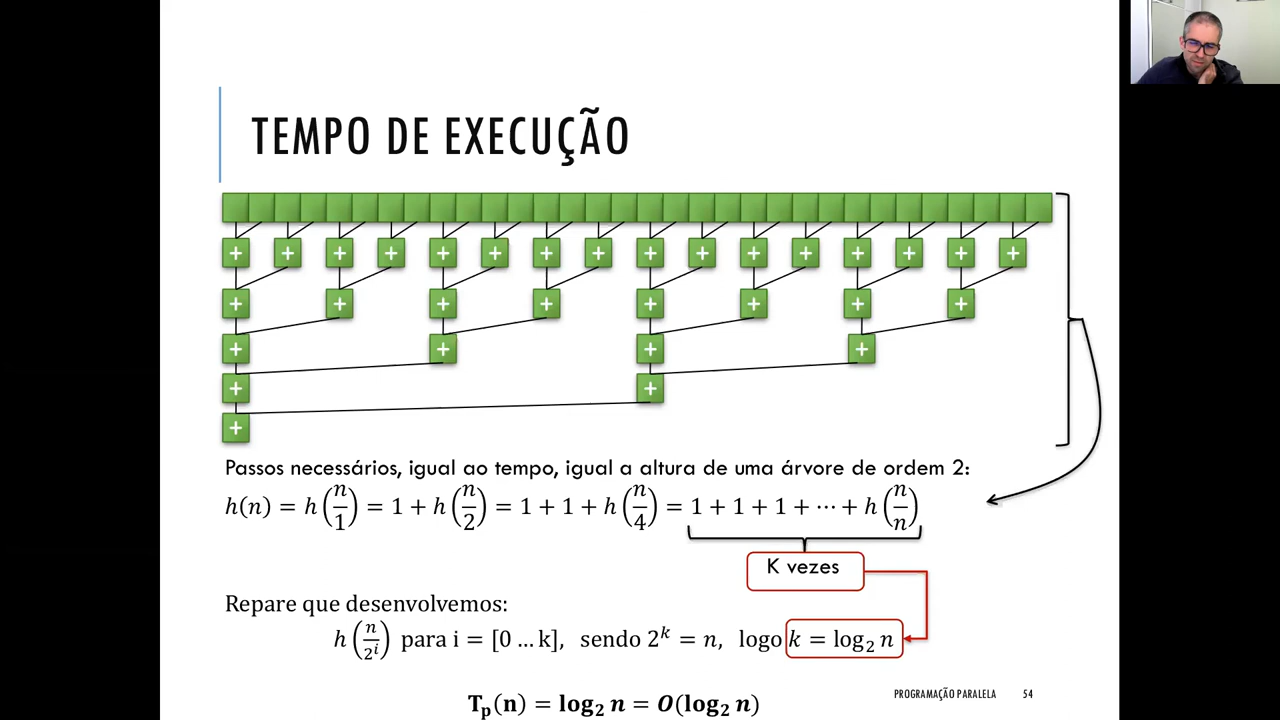 TEMPO DE EXECUÇÃO
+ + + + + + + + + + + + + + + +
+ + + + + + + +
+ + + +
+ +
+
Passos necessários, igual ao tempo, igual a altura de uma árvore de ordem 2:
h(n) = h(n/1) = 1 + h(n/2) = 1 + 1 + h(n/4) = 1 + 1 + 1 + ⋯ + h(n/n)
K vezes
Repare que desenvolvemos:
h(n/2^i) para i = [0 … k], sendo 2^k = n, logo k = log₂ n
PROGRAMAÇÃO PARALELA 54
Tₚ(n) = log₂ n = O(log₂ n)